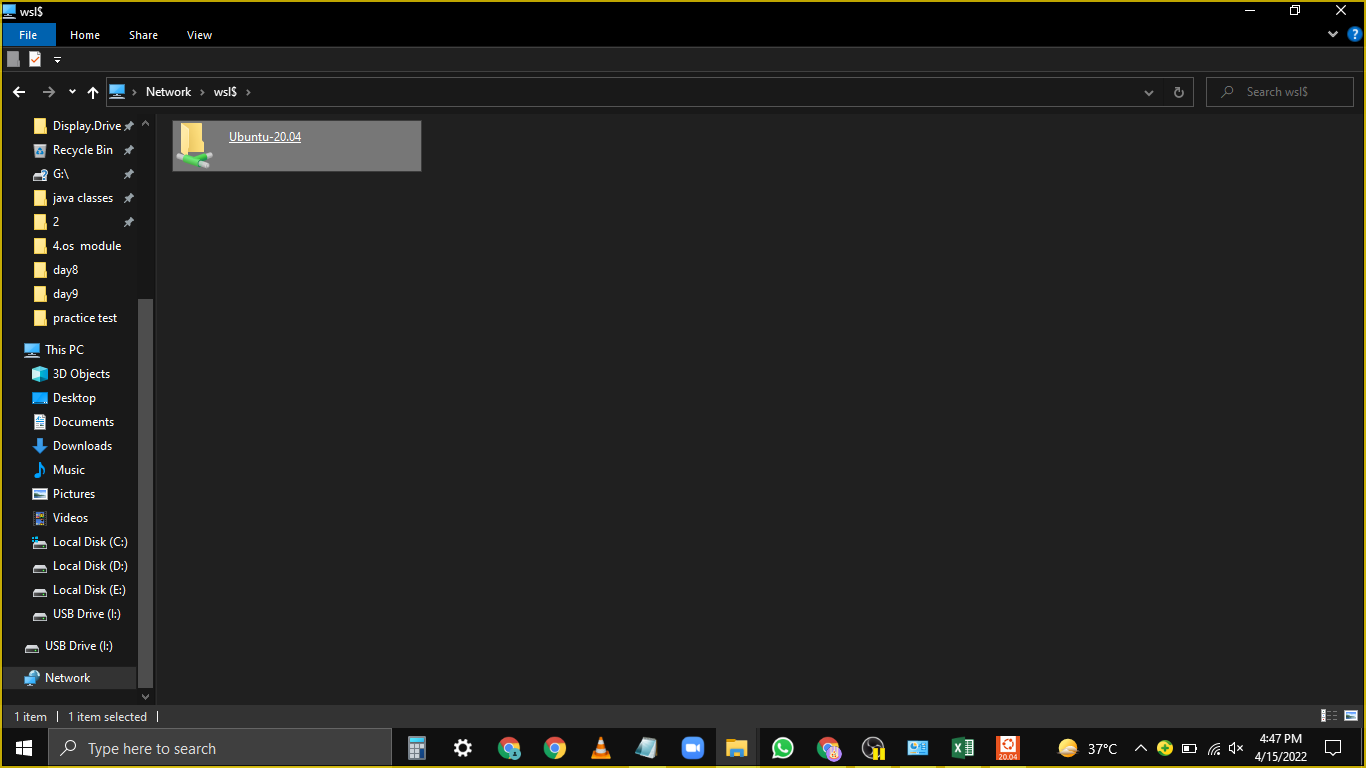 wsl$
File Home Share View
Network > wsl$ >
Search wsl$
Display.Drive
Recycle Bin
G:\
java classes
2
4.os module
day8
day9
practice test
This PC
3D Objects
Desktop
Documents
Downloads
Music
Pictures
Videos
Local Disk (C:)
Local Disk (D:)
Local Disk (E:)
USB Drive (I:)
USB Drive (I:)
Network
Ubuntu-20.04
1 item 1 item selected
Type here to search
20.04
37°C
4:47 PM
4/15/2022